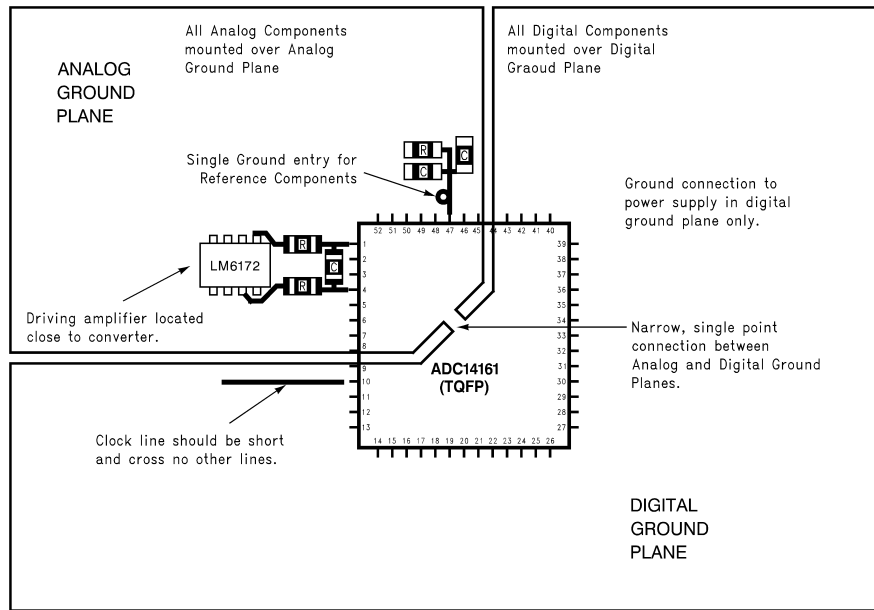 All Analog Components
mounted over Analog
Ground Plane
All Digital Components
mounted over Digital
Graoud Plane
ANALOG
GROUND
PLANE
R
C
C
Single Ground entry for
Reference Components
Ground connection to
power supply in digital
ground plane only.
52 51 50 49 48 47 46 45 44 43 42 41 40
LM6172
R
C
R
1
2
3
4
5
6
7
8
9
10
11
12
13
39
38
37
36
35
34
33
32
31
30
29
28
27
Driving amplifier located
close to converter.
Narrow, single point
connection between
Analog and Digital Ground
Planes.
ADC14161
(TQFP)
Clock line should be short
and cross no other lines.
14 15 16 17 18 19 20 21 22 23 24 25 26
DIGITAL
GROUND
PLANE